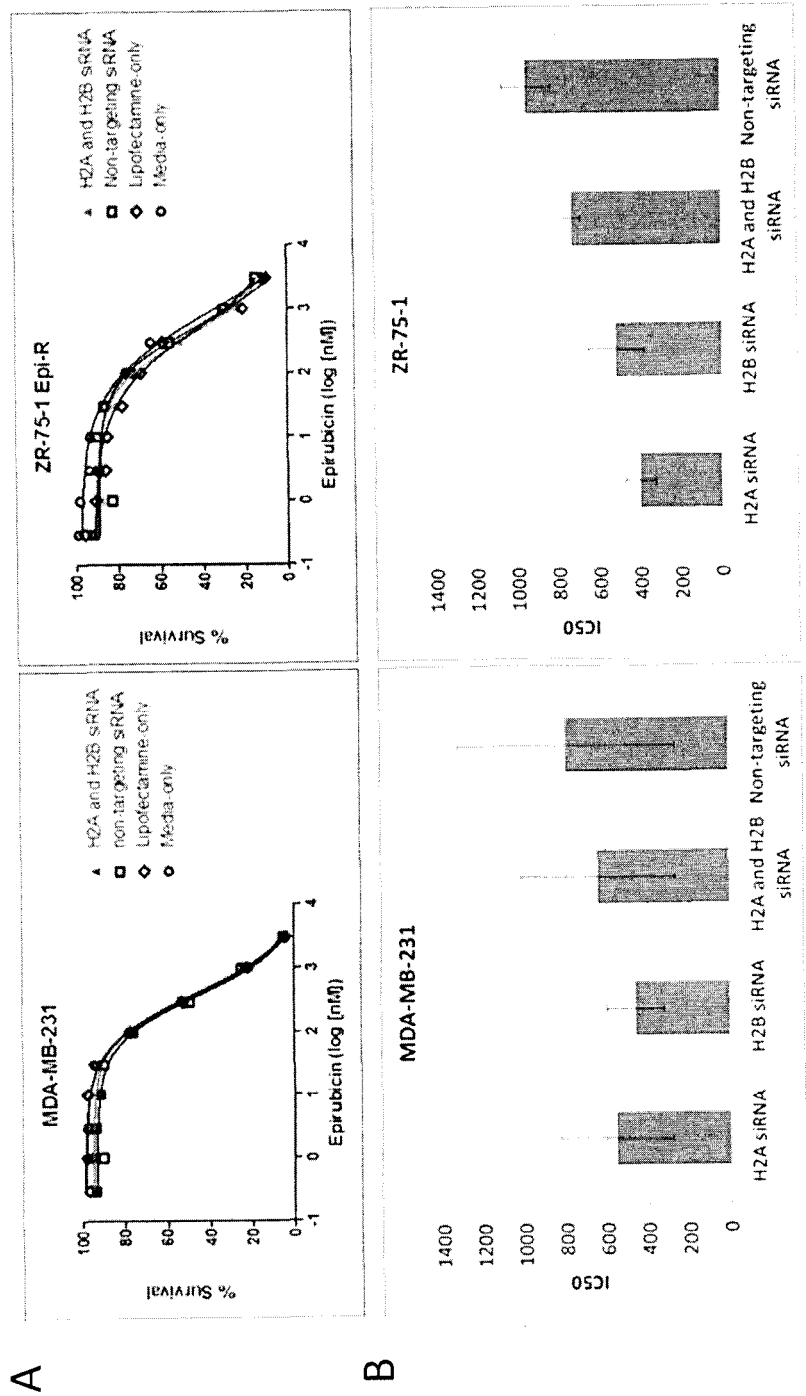 A
MDA-MB-231
% Survival
100
80
60
40
20
0
-1
0
1
2
3
4
Epirubicin (log [nM])
H2A and H2B siRNA
non-targeting siRNA
Lipofectamine-only
Media-only
ZR-75-1 Epi-R
% Survival
100
80
60
40
20
0
-1
0
1
2
3
4
Epirubicin (log [nM])
H2A and H2B siRNA
Non-targeting siRNA
Lipofectamine-only
Media-only
B
MDA-MB-231
IC50
1400
1200
1000
800
600
400
200
0
H2A siRNA
H2B siRNA
H2A and H2B siRNA
Non-targeting siRNA
ZR-75-1
IC50
1400
1200
1000
800
600
400
200
0
H2A siRNA
H2B siRNA
H2A and H2B siRNA
Non-targeting siRNA